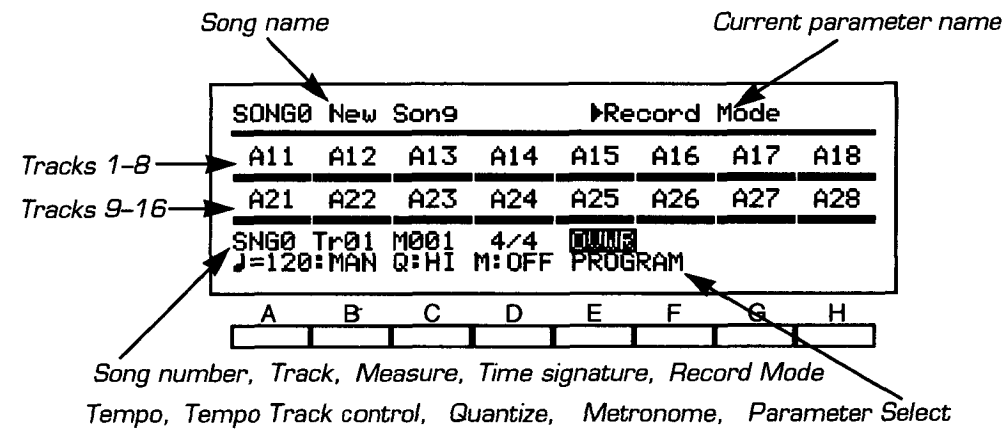 Song name Current parameter name
SONG0 New Song ▶Record Mode
Tracks 1–8 A11 A12 A13 A14 A15 A16 A17 A18
Tracks 9–16 A21 A22 A23 A24 A25 A26 A27 A28
SNG0 Tr01 M001 4/4 OVWR
♩=120:MAN Q:HI M:OFF PROGRAM
A B C D E F G H
Song number, Track, Measure, Time signature, Record Mode
Tempo, Tempo Track control, Quantize, Metronome, Parameter Select